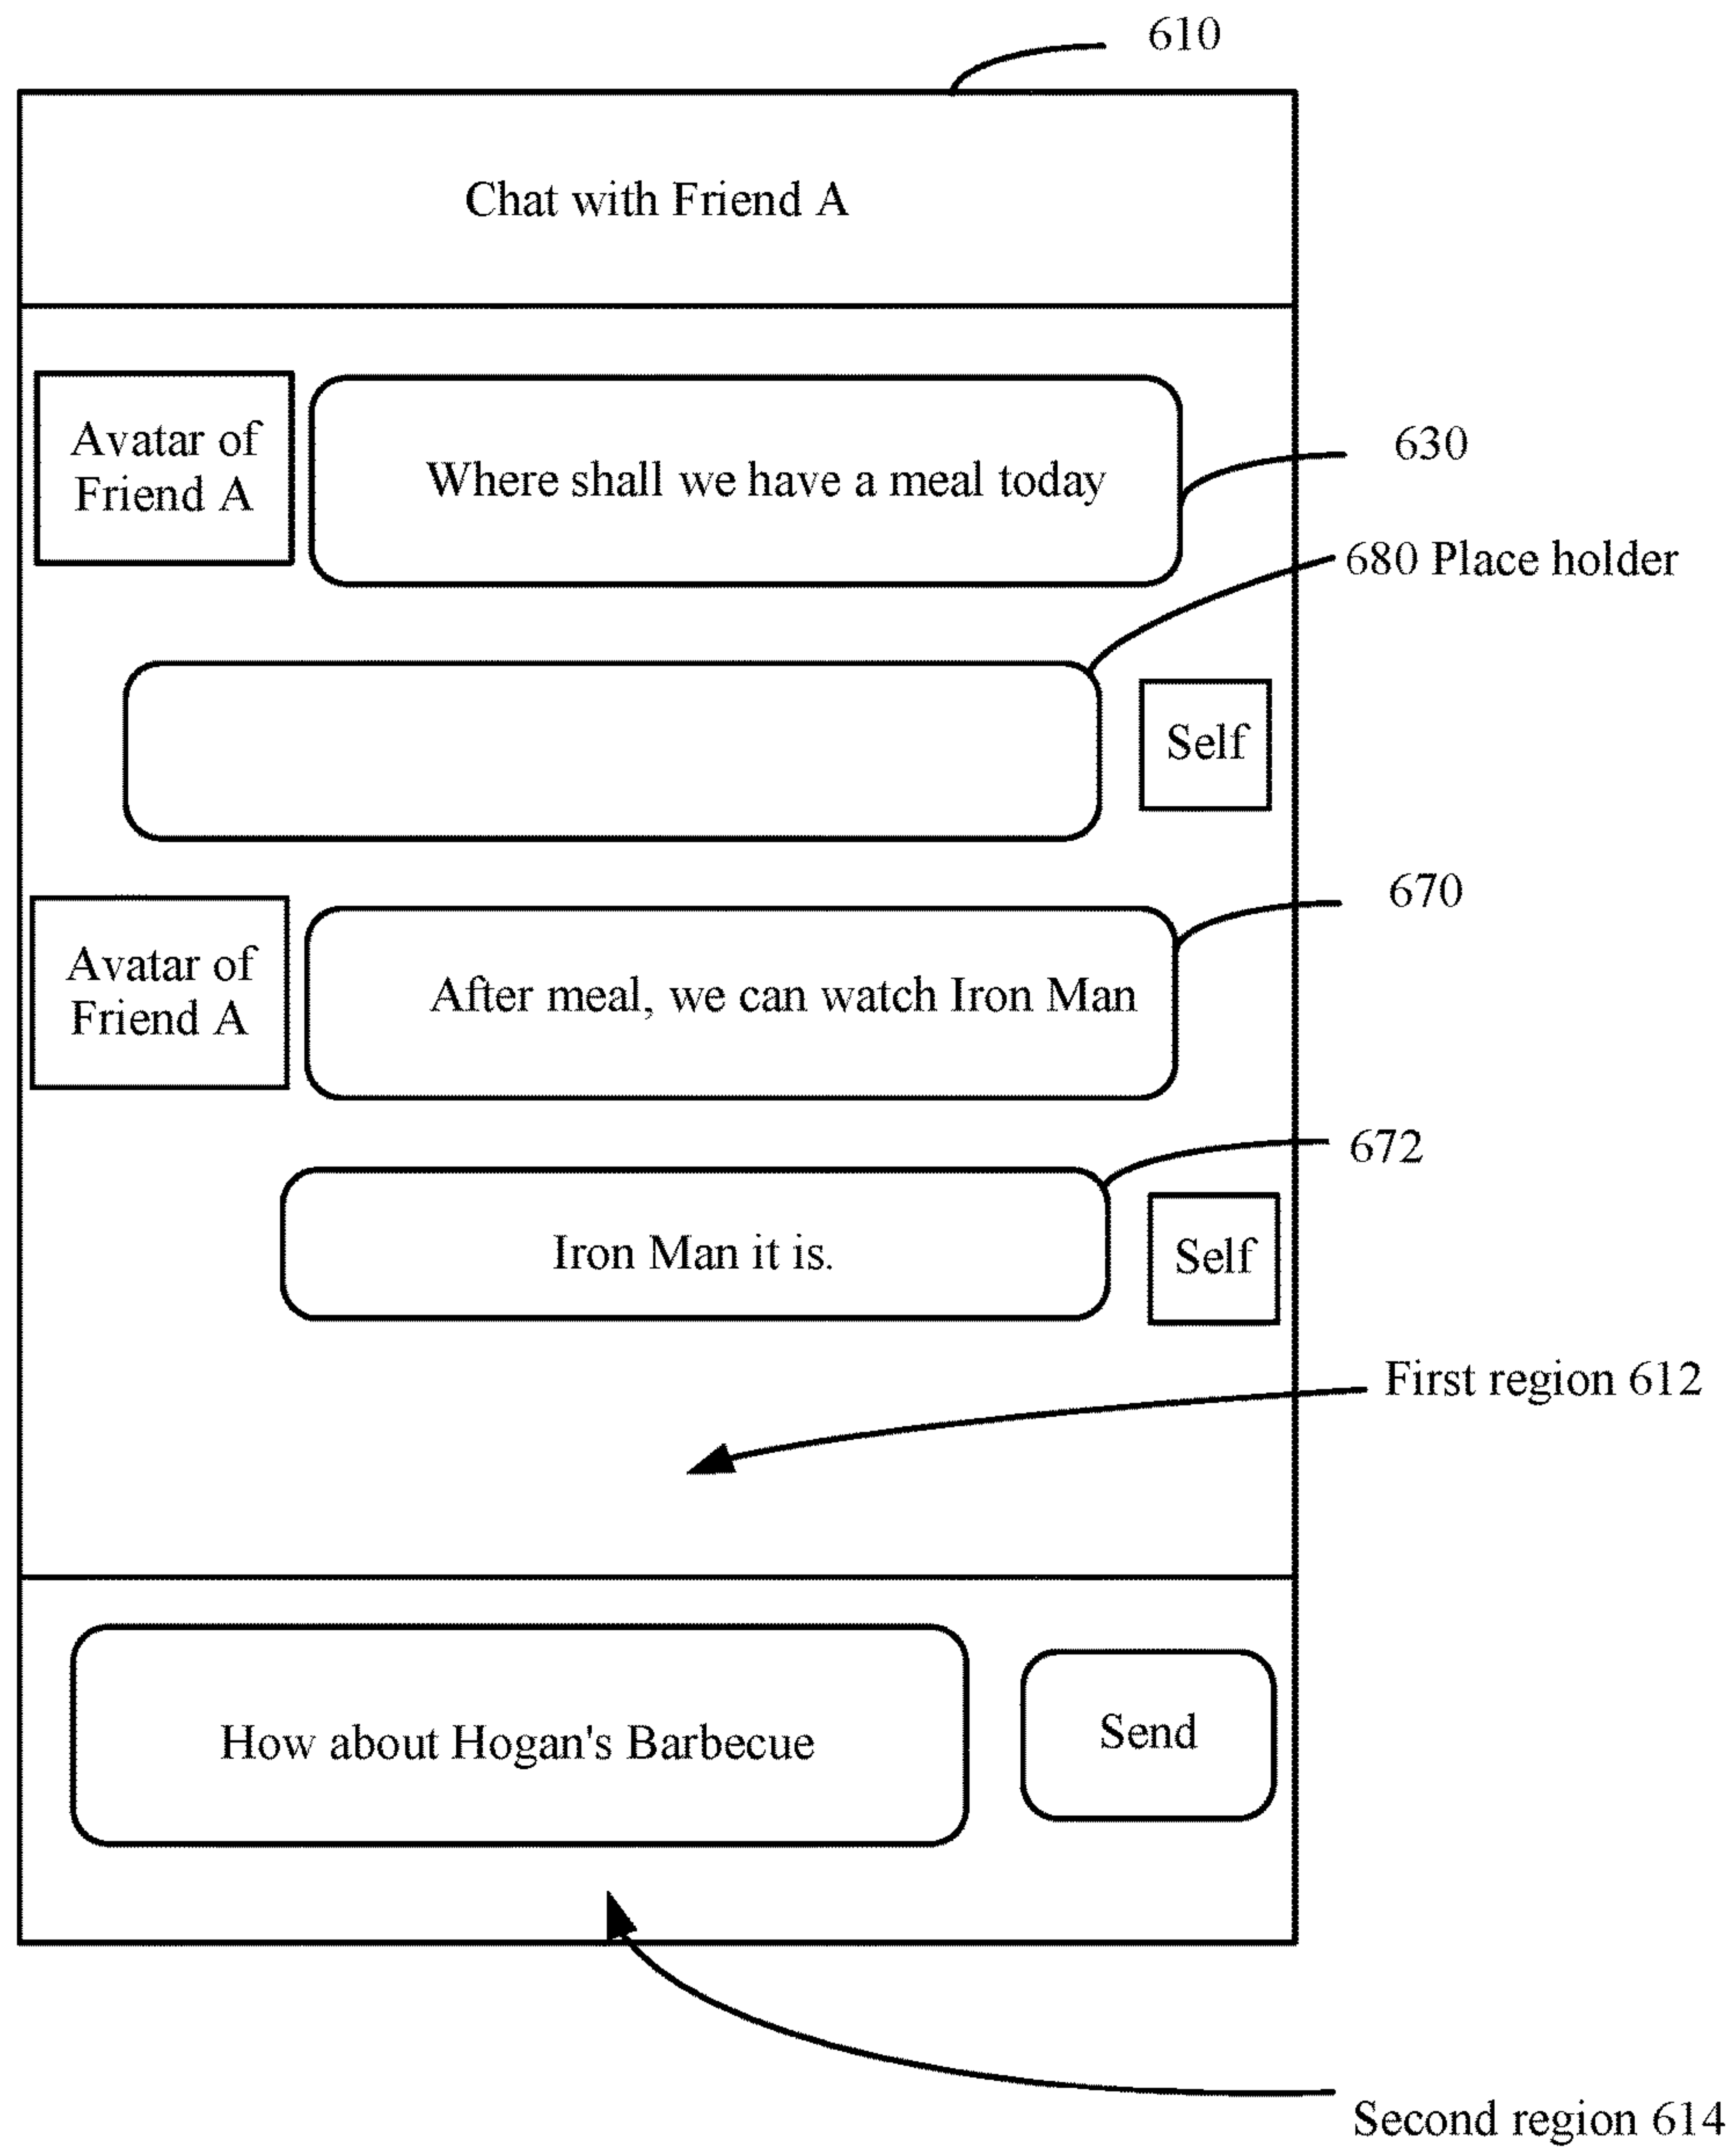 610
Chat with Friend A
Avatar of
Friend A
Where shall we have a meal today
630
680 Place holder
Self
670
Avatar of
Friend A
After meal, we can watch Iron Man
672
Iron Man it is.
Self
First region 612
How about Hogan's Barbecue
Send
Second region 614